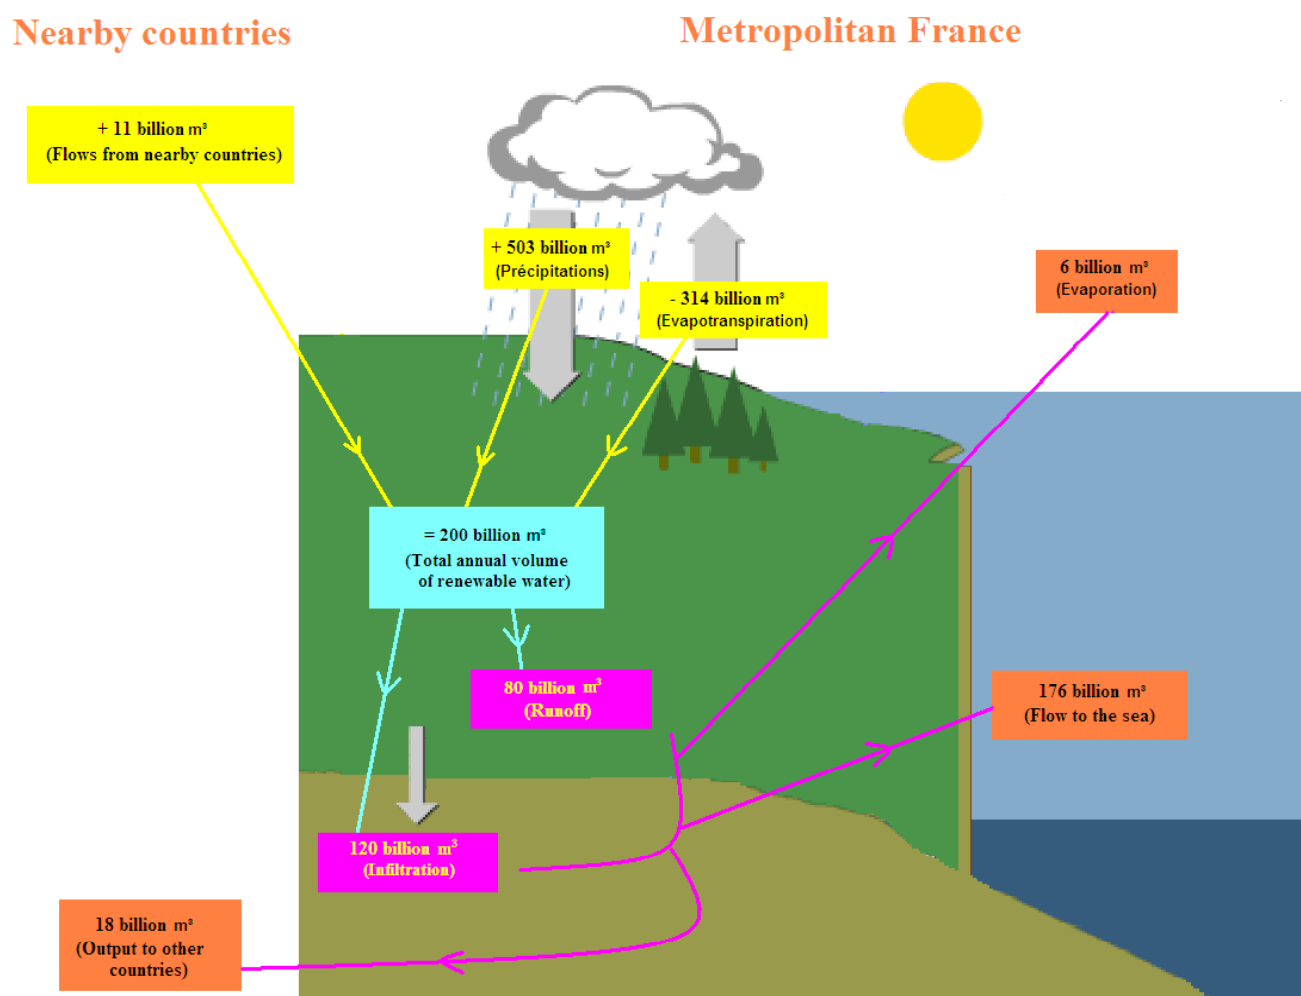 Nearby countries
Metropolitan France
+ 11 billion m³
(Flows from nearby countries)
+ 503 billion m³
(Précipitations)
- 314 billion m³
(Evapotranspiration)
6 billion m³
(Evaporation)
= 200 billion m³
(Total annual volume
of renewable water)
80 billion m³
(Runoff)
176 billion m³
(Flow to the sea)
120 billion m³
(Infiltration)
18 billion m³
(Output to other
countries)